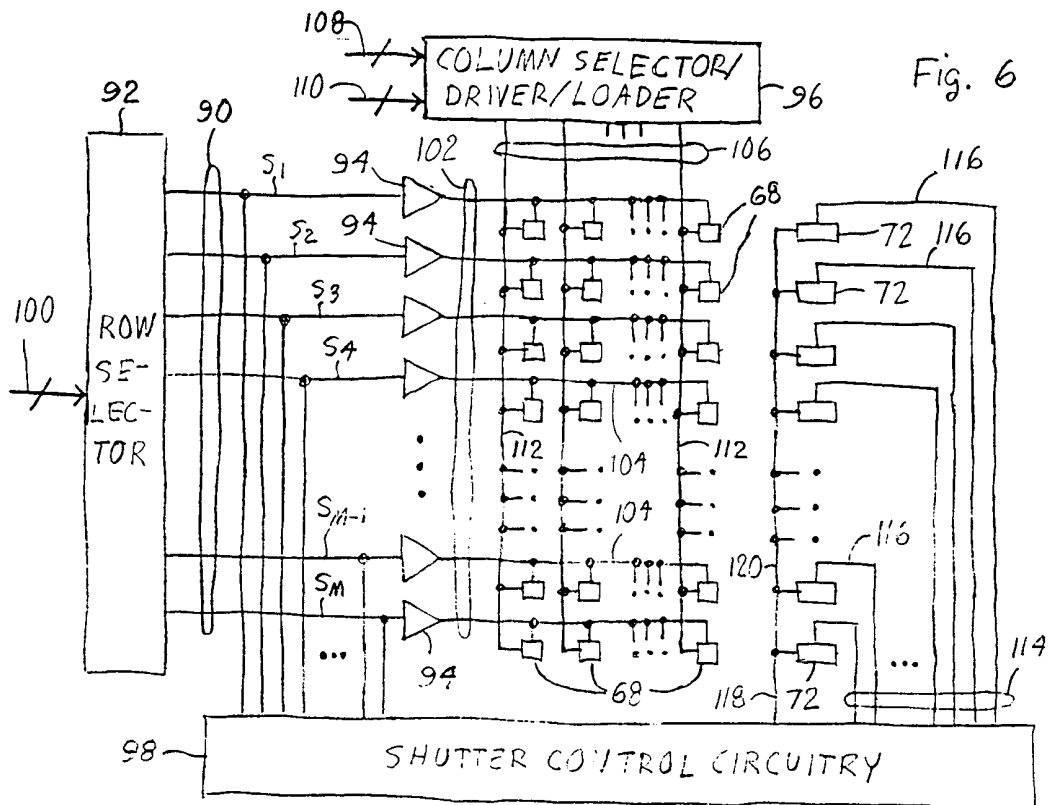 108
COLUMN SELECTOR/
DRIVER/LOADER
110
96
Fig. 6
92
90
106
94
102
S1
68
116
94
S2
72
116
S3
72
100
ROW
SE-
LEC-
TOR
S4
112
104
112
SM-i
104
116
120
SM
94
68
118
72
114
98
SHUTTER CONTROL CIRCUITRY